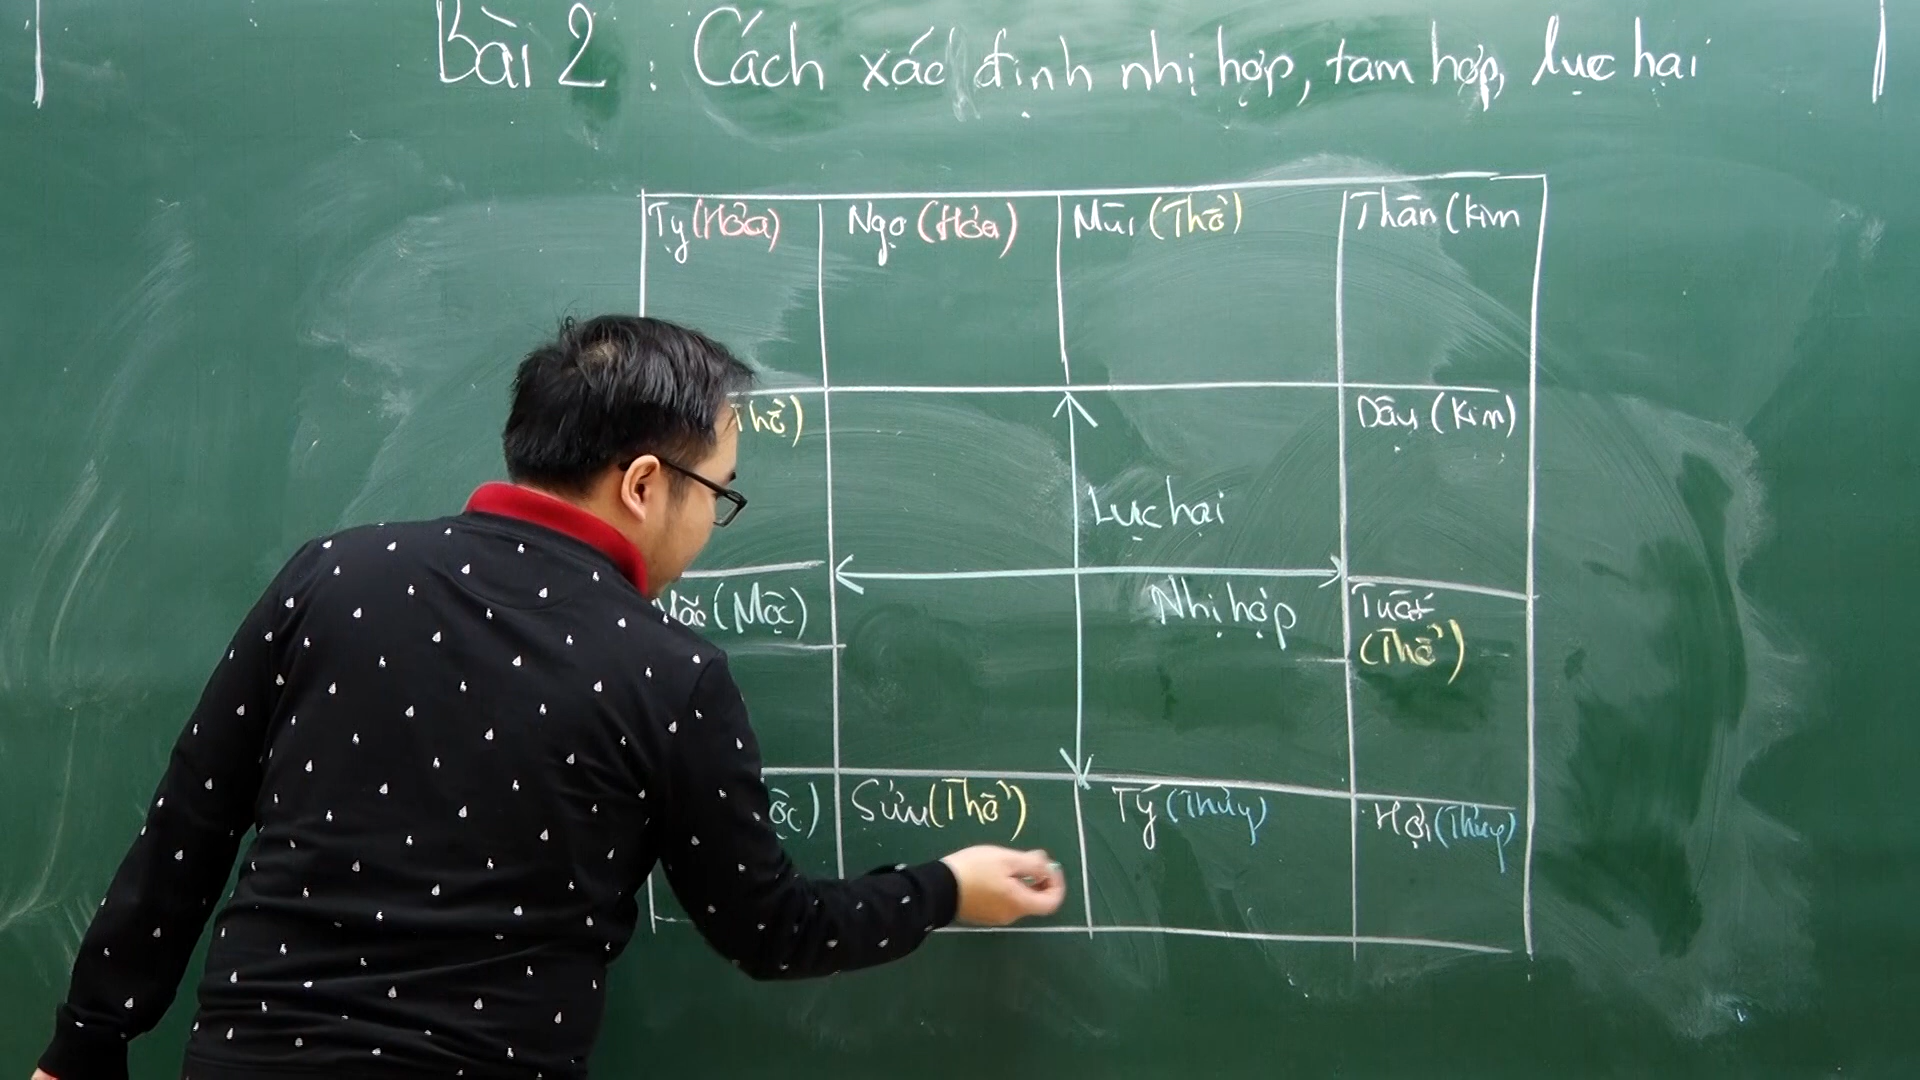 Bài 2 : Cách xác định nhị hợp, tam hợp, lục hại
Tỵ (Hỏa) Ngọ (Hỏa) Mùi (Thổ) Thân (Kim
Thổ) Dậu (Kim)
Lục hại
Mão (Mộc) Nhị hợp Tuất
(Thổ)
ộc) Sửu (Thổ) Tý (Thủy) Hợi (Thủy)